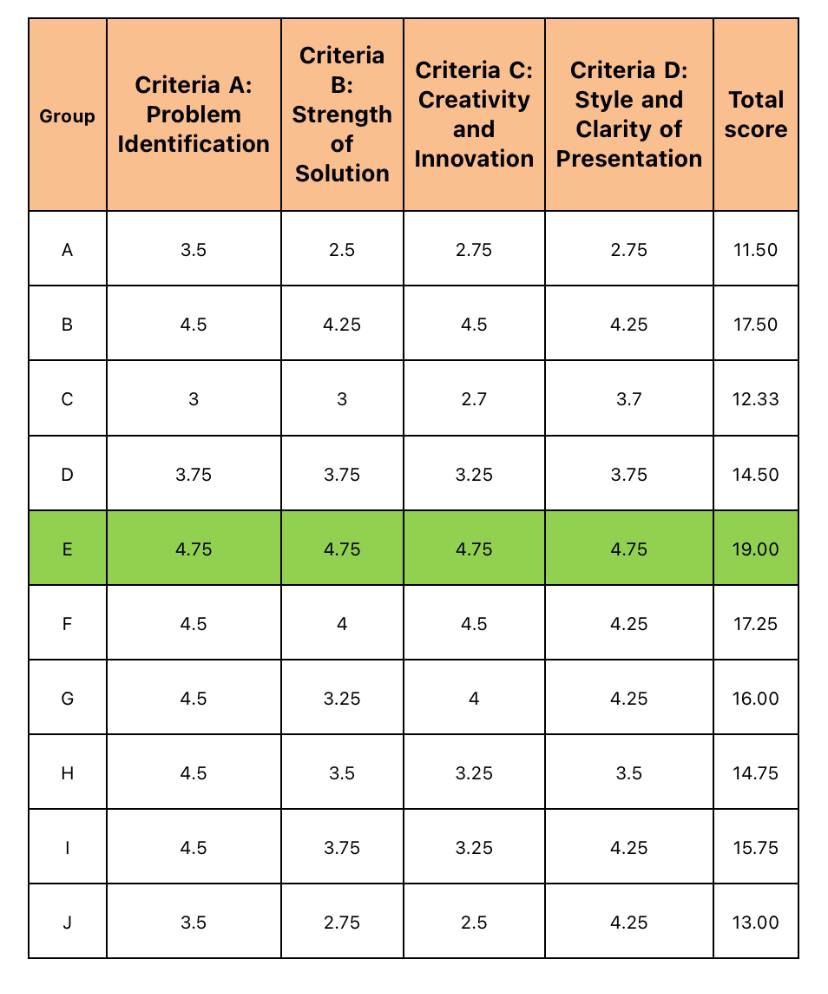 Group | Criteria A: Problem Identification | Criteria B: Strength of Solution | Criteria C: Creativity and Innovation | Criteria D: Style and Clarity of Presentation | Total score
A | 3.5 | 2.5 | 2.75 | 2.75 | 11.50
B | 4.5 | 4.25 | 4.5 | 4.25 | 17.50
C | 3 | 3 | 2.7 | 3.7 | 12.33
D | 3.75 | 3.75 | 3.25 | 3.75 | 14.50
E | 4.75 | 4.75 | 4.75 | 4.75 | 19.00
F | 4.5 | 4 | 4.5 | 4.25 | 17.25
G | 4.5 | 3.25 | 4 | 4.25 | 16.00
H | 4.5 | 3.5 | 3.25 | 3.5 | 14.75
I | 4.5 | 3.75 | 3.25 | 4.25 | 15.75
J | 3.5 | 2.75 | 2.5 | 4.25 | 13.00